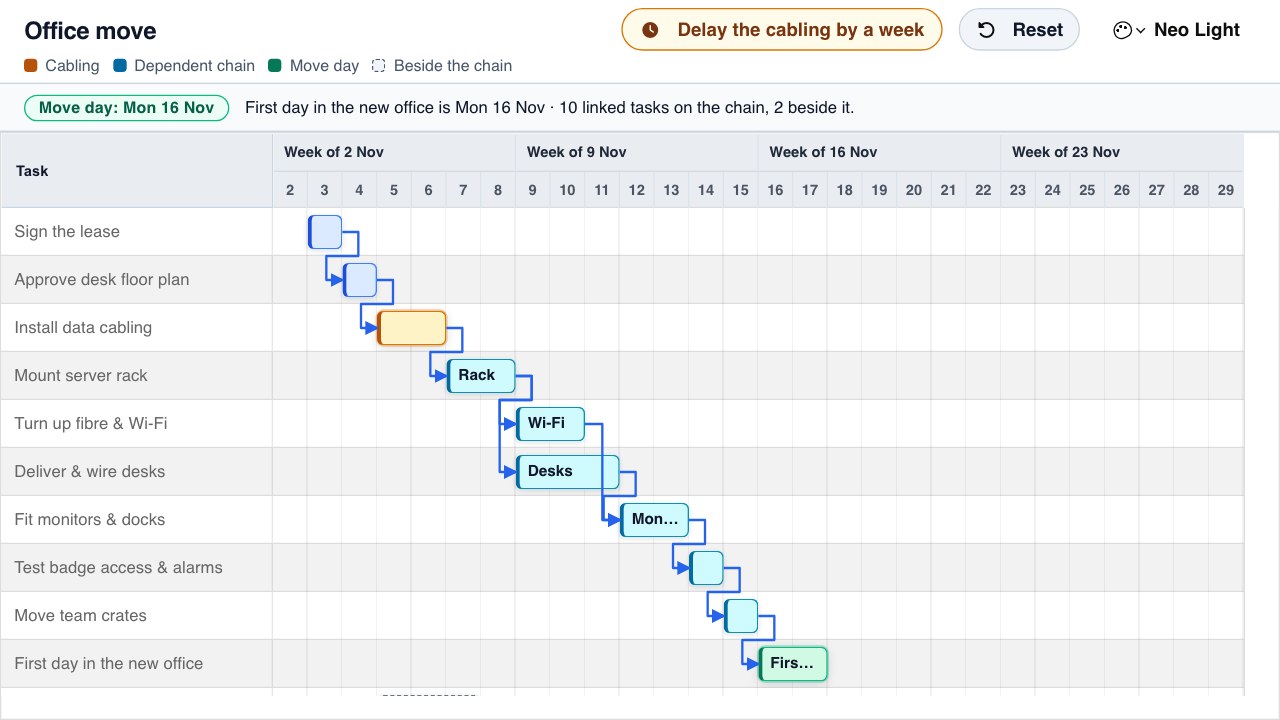 Office move
Delay the cabling by a week
Reset
Neo Light
Cabling
Dependent chain
Move day
Beside the chain
Move day: Mon 16 Nov
First day in the new office is Mon 16 Nov · 10 linked tasks on the chain, 2 beside it.
Task
Week of 2 Nov
Week of 9 Nov
Week of 16 Nov
Week of 23 Nov
2 3 4 5 6 7 8 9 10 11 12 13 14 15 16 17 18 19 20 21 22 23 24 25 26 27 28 29
Sign the lease
Approve desk floor plan
Install data cabling
Mount server rack
Rack
Turn up fibre & Wi-Fi
Wi-Fi
Deliver & wire desks
Desks
Fit monitors & docks
Mon…
Test badge access & alarms
Move team crates
First day in the new office
Firs…